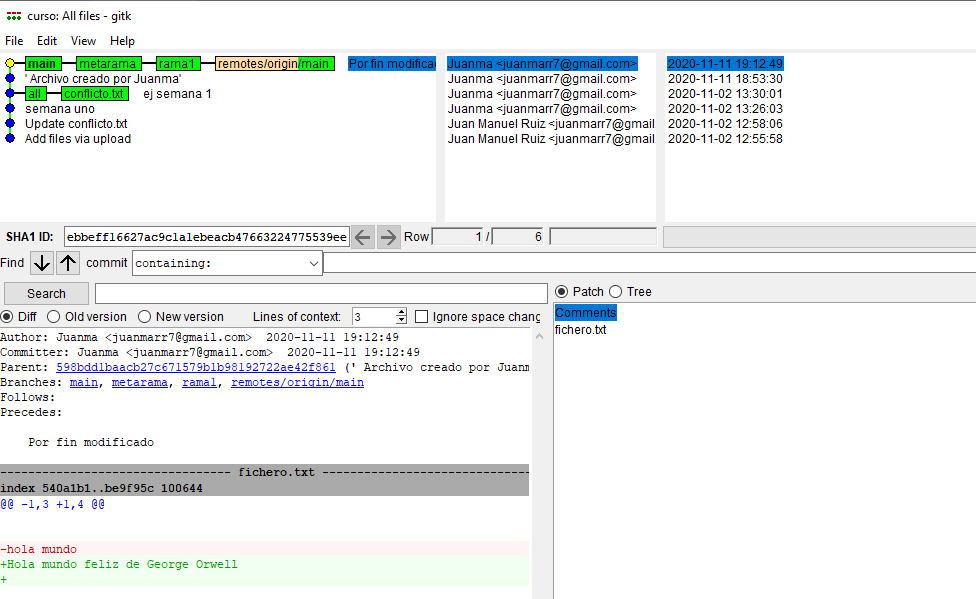 curso: All files - gitk
File Edit View Help
main metarama rama1 remotes/origin/main Por fin modifica Juanma <juanmarr7@gmail.com> 2020-11-11 19:12:49
' Archivo creado por Juanma' Juanma <juanmarr7@gmail.com> 2020-11-11 18:53:30
all conflicto.txt ej semana 1 Juanma <juanmarr7@gmail.com> 2020-11-02 13:30:01
semana uno Juanma <juanmarr7@gmail.com> 2020-11-02 13:26:03
Update conflicto.txt Juan Manuel Ruiz <juanmarr7@gmail 2020-11-02 12:58:06
Add files via upload Juan Manuel Ruiz <juanmarr7@gmail 2020-11-02 12:55:58
SHA1 ID: ebbeff16627ac9c1a1ebeacb47663224775539ee Row 1 / 6
Find commit containing:
Search
Patch Tree
Diff Old version New version Lines of context: 3 Ignore space chang
Comments
fichero.txt
Author: Juanma <juanmarr7@gmail.com> 2020-11-11 19:12:49
Committer: Juanma <juanmarr7@gmail.com> 2020-11-11 19:12:49
Parent: 598bdd1baacb27c671579b1b98192722ae42f861 (' Archivo creado por Juanm
Branches: main, metarama, rama1, remotes/origin/main
Follows:
Precedes:
Por fin modificado
-------------------------------- fichero.txt --------------------------------
index 540a1b1..be9f95c 100644
@@ -1,3 +1,4 @@
-hola mundo
+Hola mundo feliz de George Orwell
+